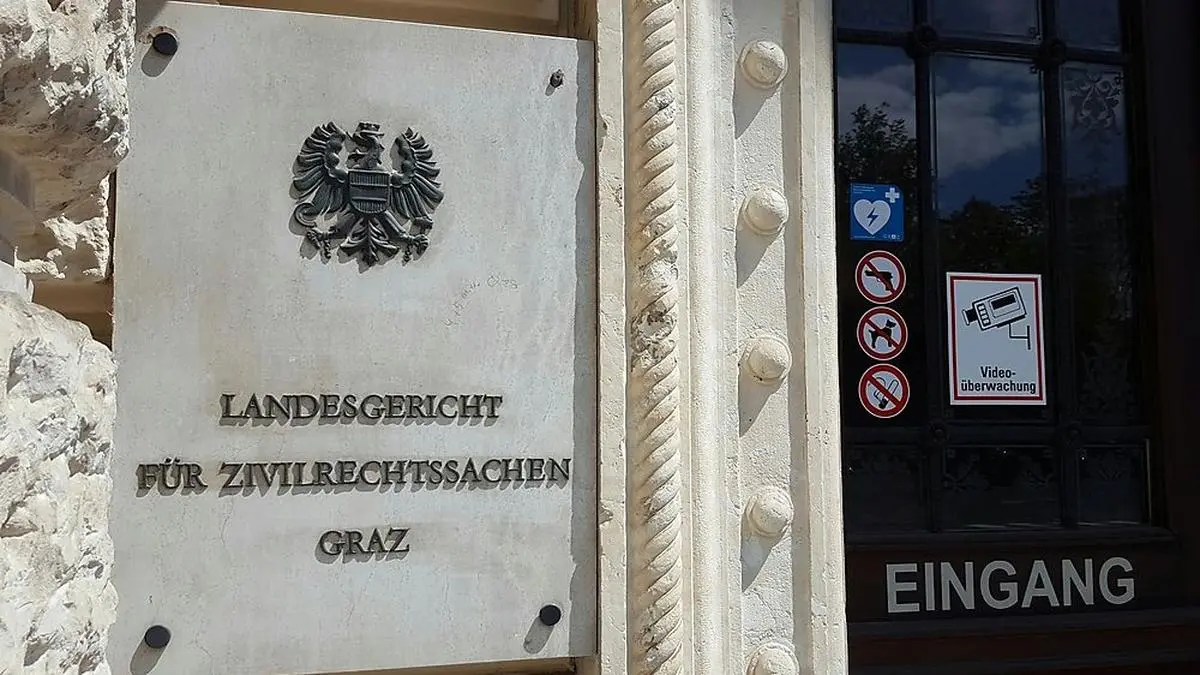 LANDESGERICHT
FÜR ZIVILRECHTSSACHEN
GRAZ
Video-
überwachung
EINGANG